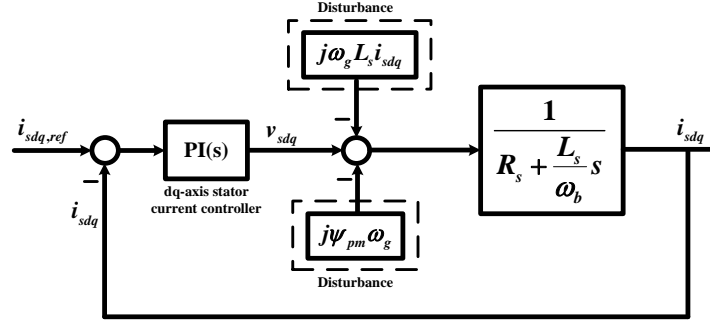 Disturbance
jω_g L_s i_sdq
−
i_sdq,ref
PI(s)
v_sdq
1
R_s + L_s/ω_b s
i_sdq
−
i_sdq
dq-axis stator
current controller
−
jψ_pm ω_g
Disturbance